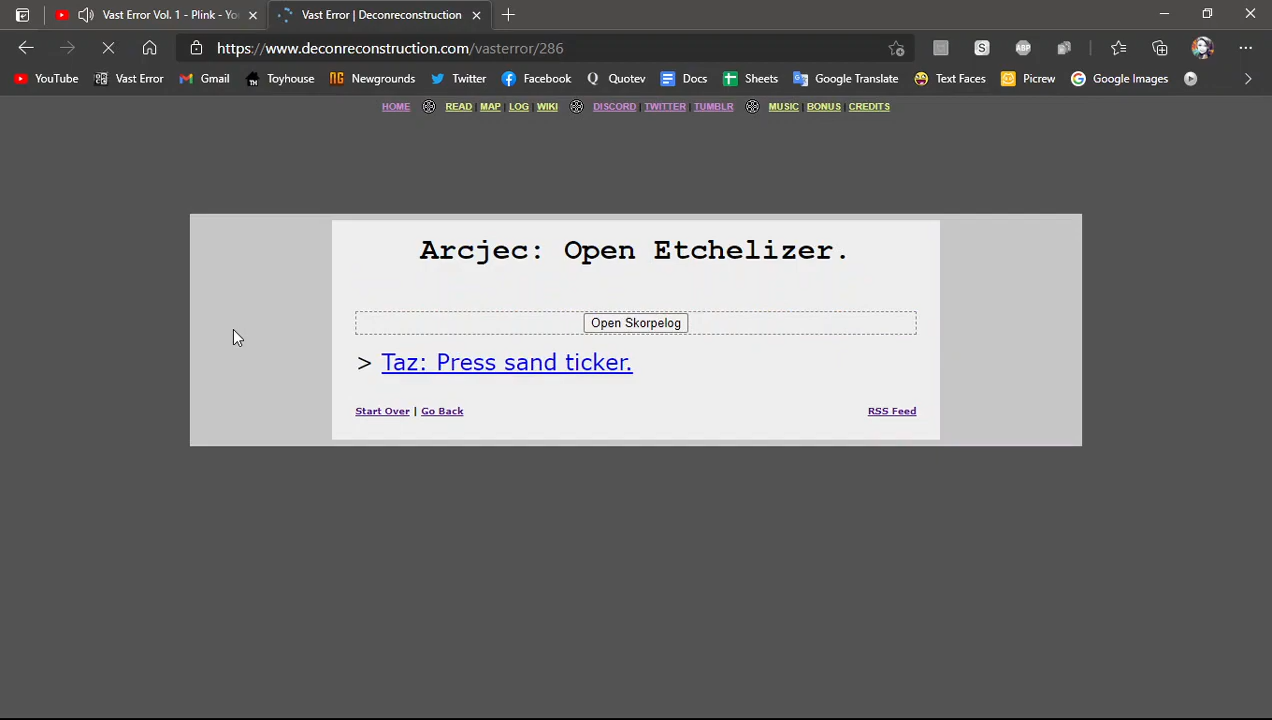 Vast Error Vol. 1 - Plink - Yo
Vast Error | Deconreconstruction
https://www.deconreconstruction.com/vasterror/286
S
ABP
YouTube Vast Error Gmail TH Toyhouse NG Newgrounds Twitter Facebook Q Quotev Docs Sheets Google Translate Text Faces Picrew Google Images
HOME READ | MAP | LOG | WIKI DISCORD | TWITTER | TUMBLR MUSIC | BONUS | CREDITS
Arcjec: Open Etchelizer.
Open Skorpelog
> Taz: Press sand ticker.
Start Over | Go Back RSS Feed